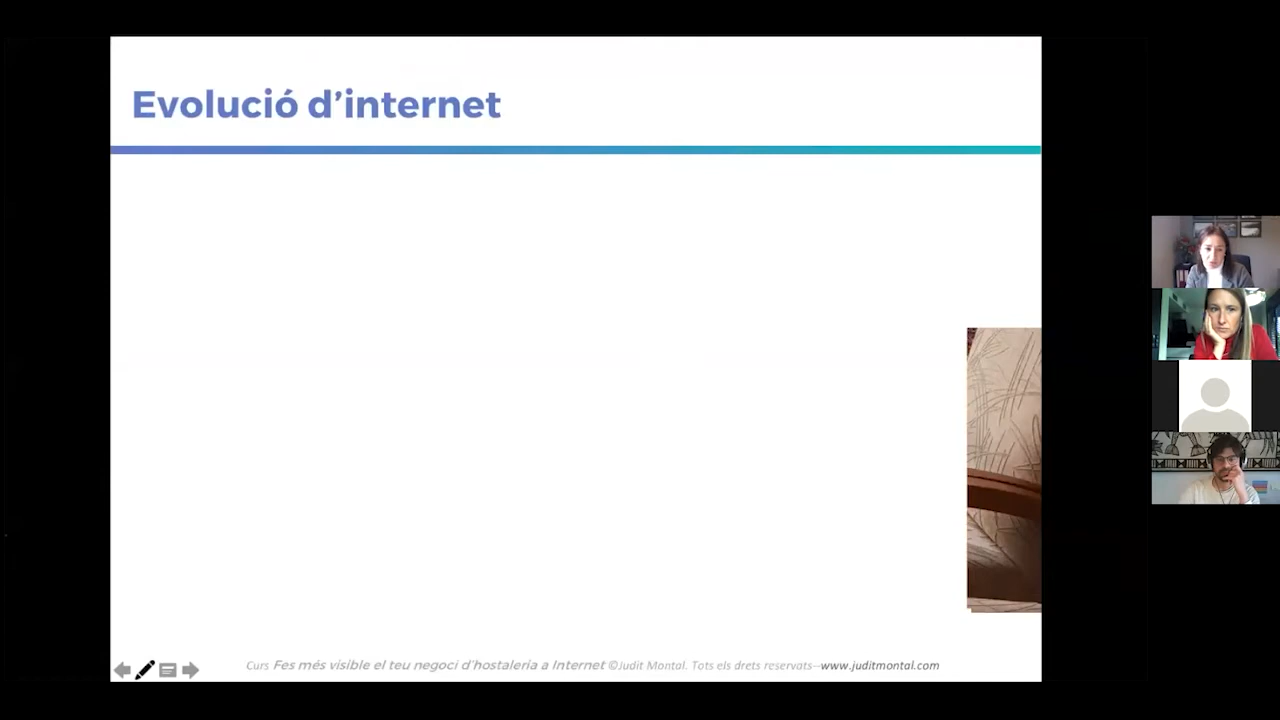 Evolució d’internet
Curs Fes més visible el teu negoci d’hostaleria a Internet ©Judit Montal. Tots els drets reservats--www.juditmontal.com